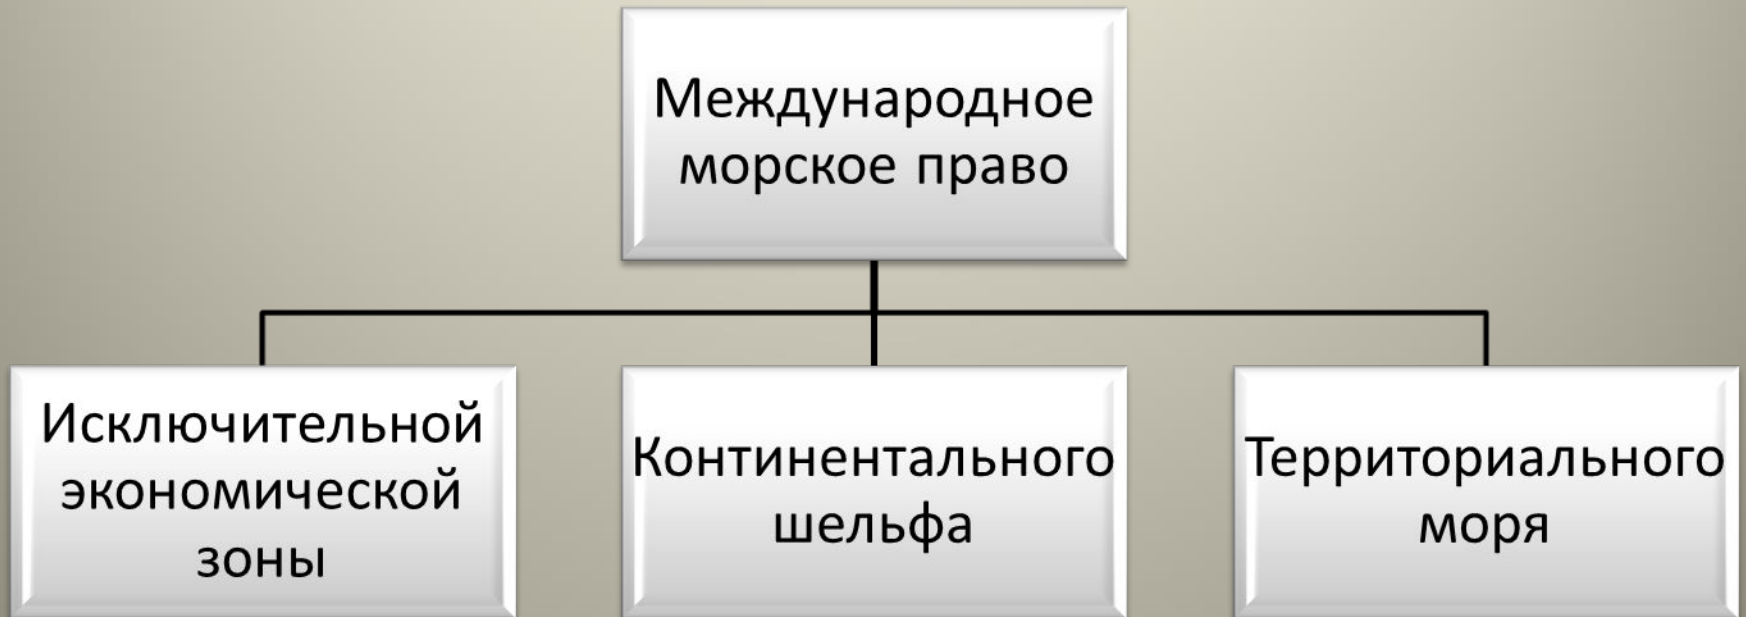 Международное
морское право
Исключительной
экономической
зоны
Континентального
шельфа
Территориального
моря